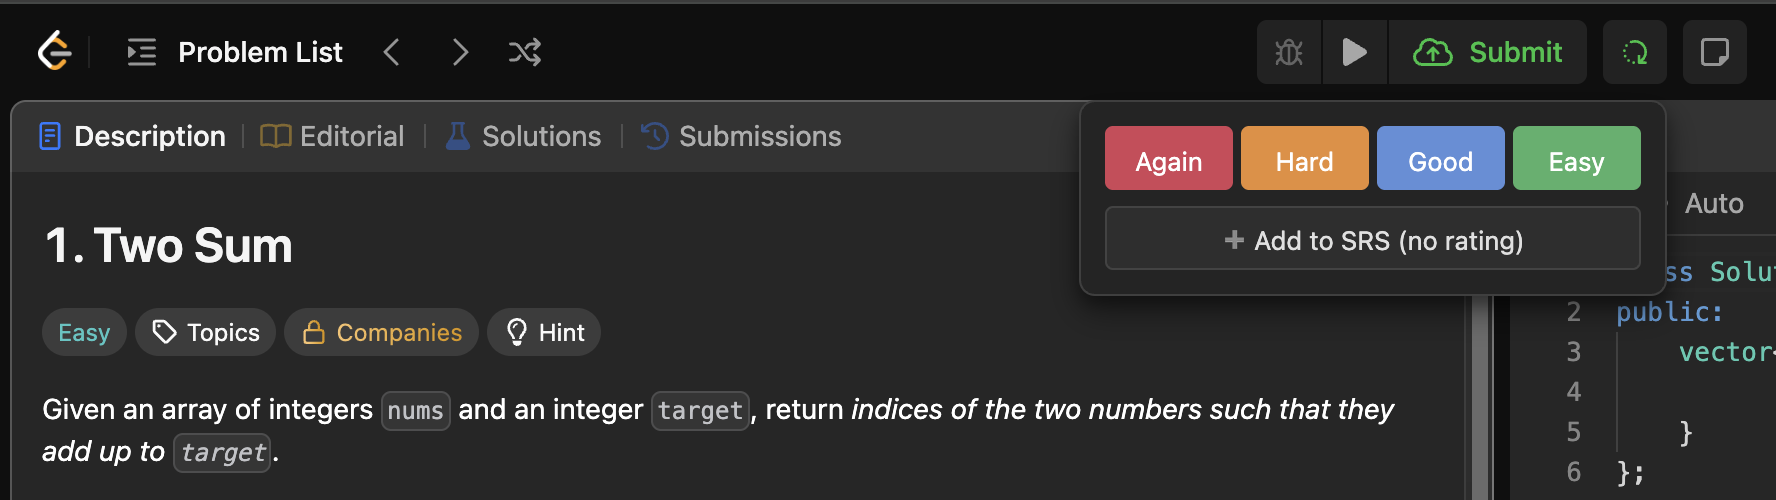 Problem List
Submit
Description
Editorial
Solutions
Submissions
Again
Hard
Good
Easy
+ Add to SRS (no rating)
Auto
1. Two Sum
Easy
Topics
Companies
Hint
Given an array of integers nums and an integer target, return indices of the two numbers such that they
add up to target.
ss Solu
2 public:
3 vector
4
5 }
6 };